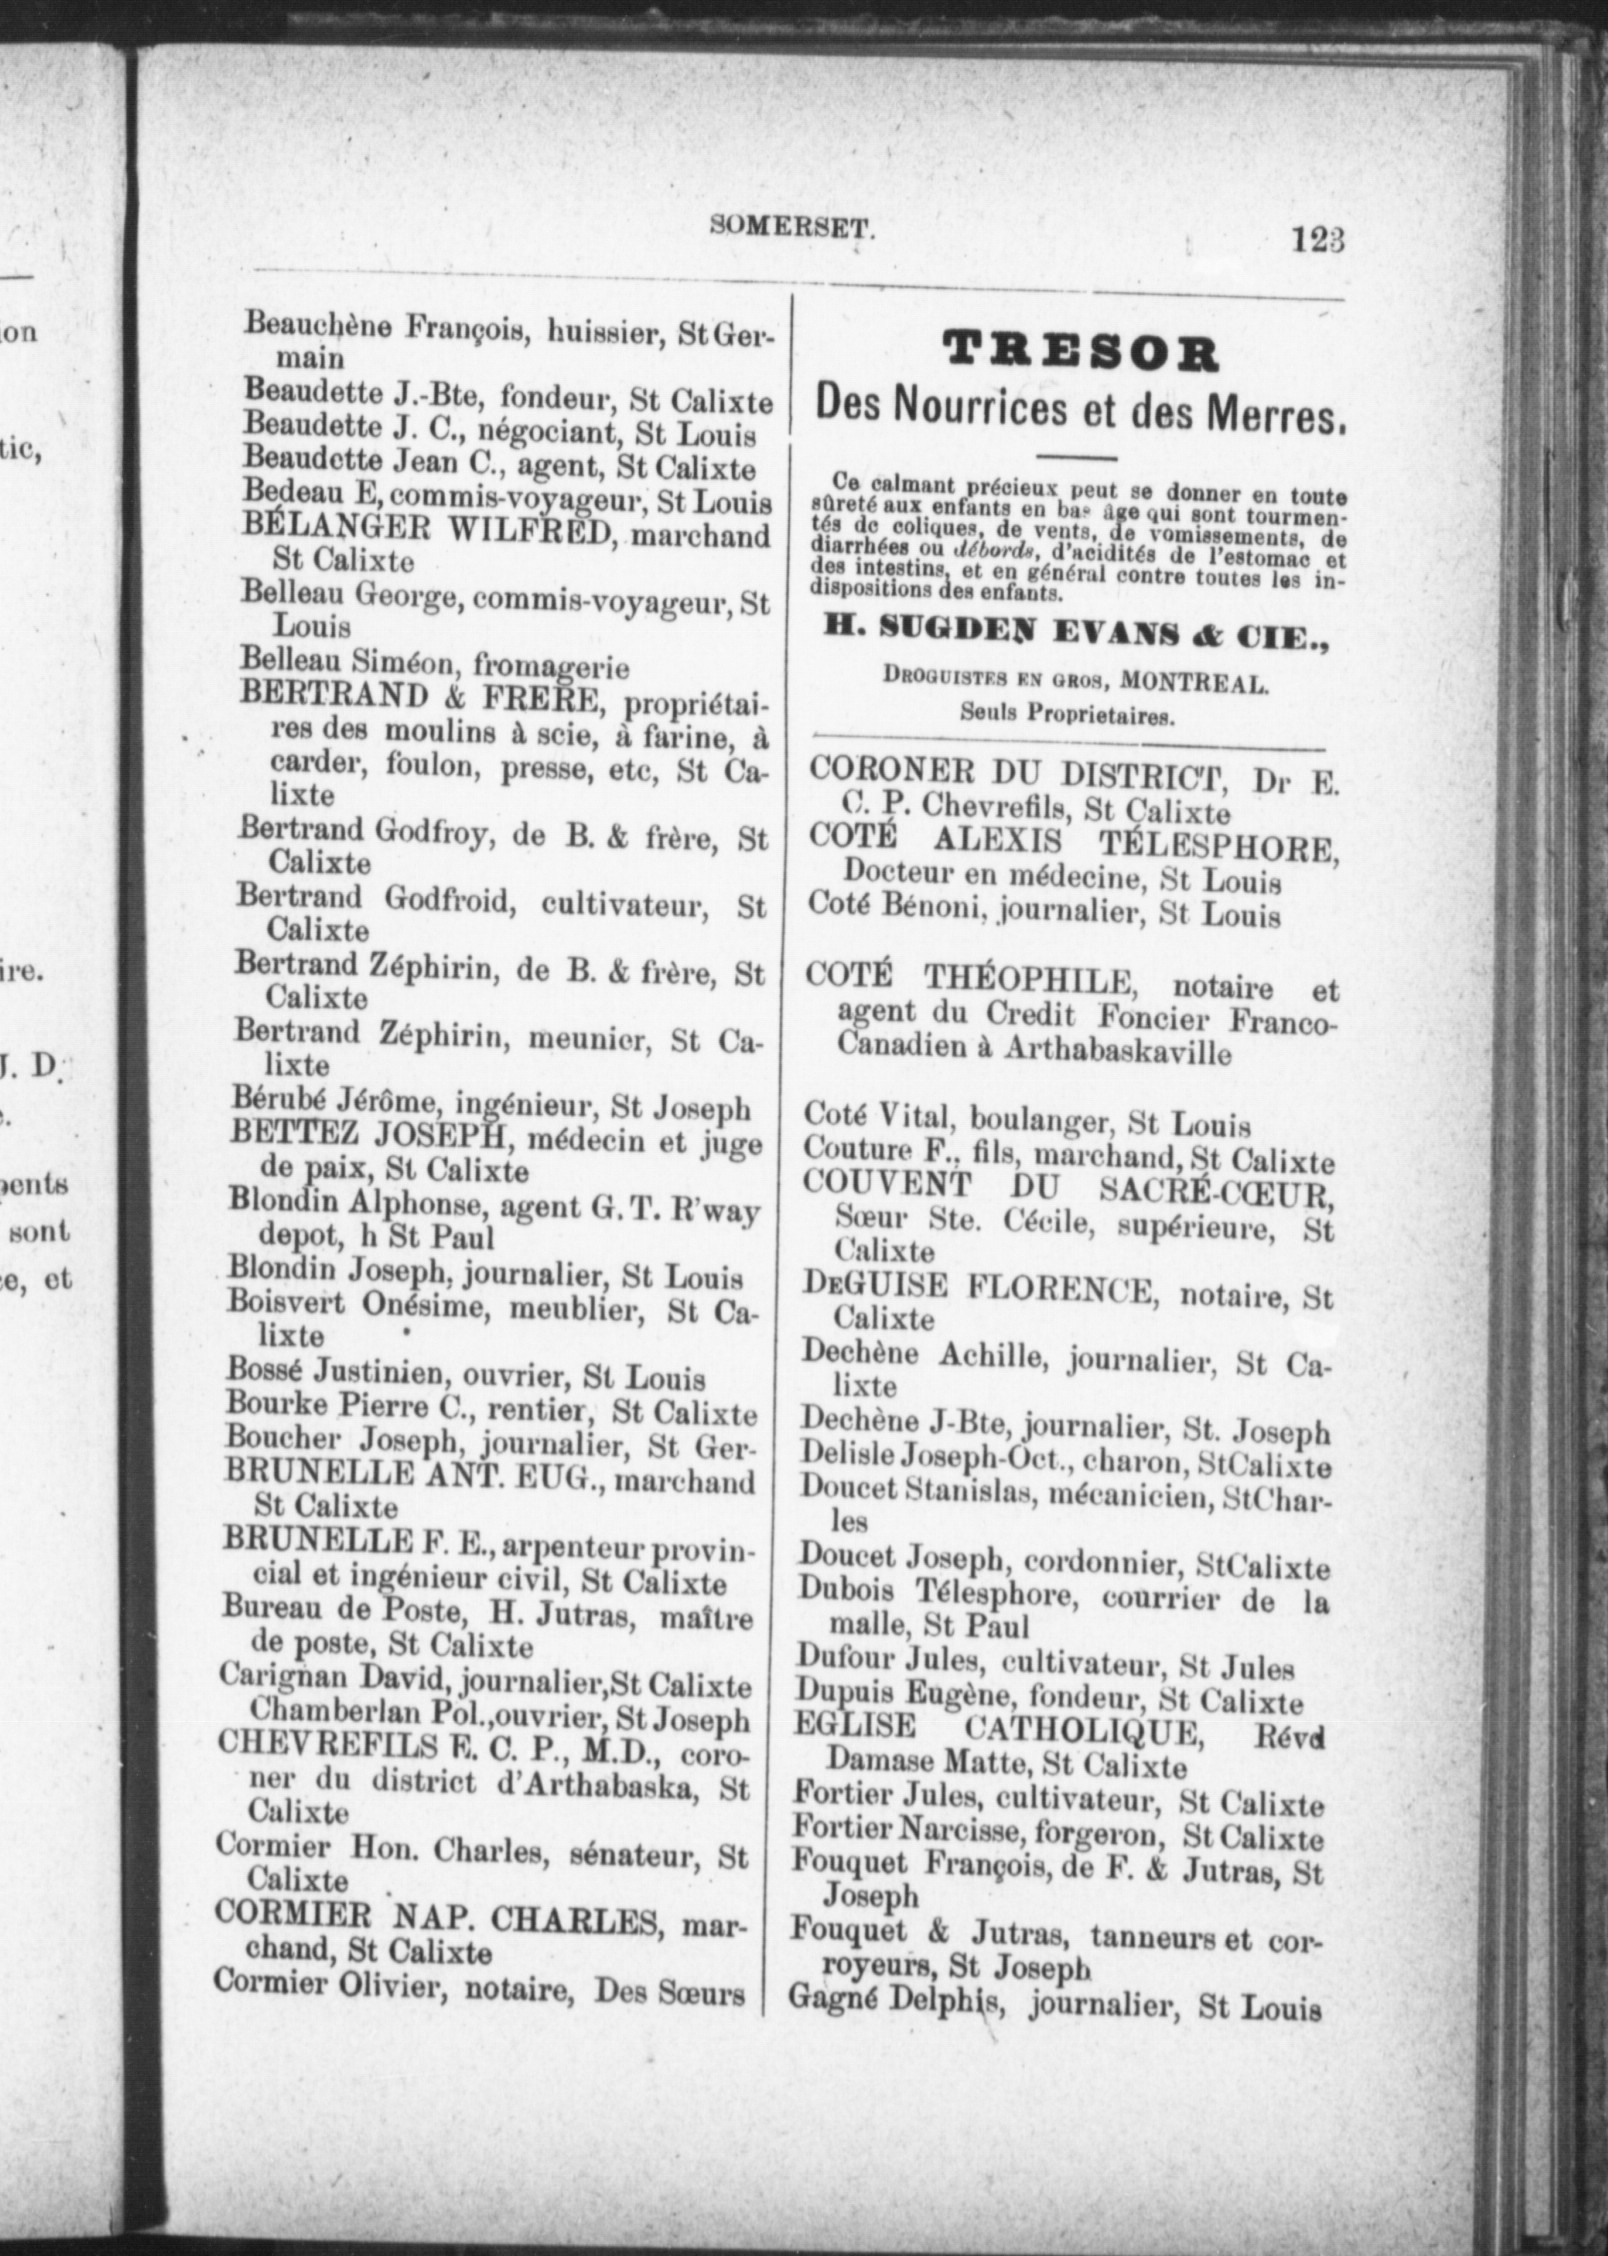 ion
tic,
ire.
J. D.
e.
pents
sont
ce, et
SOMERSET.
123
Beauchène François, huissier, St Ger-
main
Beaudette J.-Bte, fondeur, St Calixte
Beaudette J. C., négociant, St Louis
Beaudette Jean C., agent, St Calixte
Bedeau E, commis-voyageur, St Louis
BÉLANGER WILFRED, marchand
St Calixte
Belleau George, commis-voyageur, St
Louis
Belleau Siméon, fromagerie
BERTRAND & FRERE, propriétai-
res des moulins à scie, à farine, à
carder, foulon, presse, etc, St Ca-
lixte
Bertrand Godfroy, de B. & frère, St
Calixte
Bertrand Godfroid, cultivateur, St
Calixte
Bertrand Zéphirin, de B. & frère, St
Calixte
Bertrand Zéphirin, meunier, St Ca-
lixte
Bérubé Jérôme, ingénieur, St Joseph
BETTEZ JOSEPH, médecin et juge
de paix, St Calixte
Blondin Alphonse, agent G. T. R'way
depot, h St Paul
Blondin Joseph, journalier, St Louis
Boisvert Onésime, meublier, St Ca-
lixte
Bossé Justinien, ouvrier, St Louis
Bourke Pierre C., rentier, St Calixte
Boucher Joseph, journalier, St Ger-
BRUNELLE ANT. EUG., marchand
St Calixte
BRUNELLE F. E., arpenteur provin-
cial et ingénieur civil, St Calixte
Bureau de Poste, H. Jutras, maître
de poste, St Calixte
Carignan David, journalier, St Calixte
Chamberlan Pol., ouvrier, St Joseph
CHEVREFILS E. C. P., M.D., coro-
ner du district d'Arthabaska, St
Calixte
Cormier Hon. Charles, sénateur, St
Calixte
CORMIER NAP. CHARLES, mar-
chand, St Calixte
Cormier Olivier, notaire, Des Sœurs
TRESOR
Des Nourrices et des Merres.
Ce calmant précieux peut se donner en toute
sûreté aux enfants en bas âge qui sont tourmen-
tés de coliques, de vents, de vomissements, de
diarrhées ou débords, d'acidités de l'estomac et
des intestins, et en général contre toutes les in-
dispositions des enfants.
H. SUGDEN EVANS & CIE.,
DROGUISTES EN GROS, MONTREAL.
Seuls Proprietaires.
CORONER DU DISTRICT, Dr E.
C. P. Chevrefils, St Calixte
COTÉ ALEXIS TÉLESPHORE,
Docteur en médecine, St Louis
Coté Bénoni, journalier, St Louis
COTÉ THÉOPHILE, notaire et
agent du Credit Foncier Franco-
Canadien à Arthabaskaville
Coté Vital, boulanger, St Louis
Couture F., fils, marchand, St Calixte
COUVENT DU SACRÉ-CŒUR,
Sœur Ste. Cécile, supérieure, St
Calixte
DEGUISE FLORENCE, notaire, St
Calixte
Dechène Achille, journalier, St Ca-
lixte
Dechène J-Bte, journalier, St. Joseph
Delisle Joseph-Oct., charon, St Calixte
Doucet Stanislas, mécanicien, St Char-
les
Doucet Joseph, cordonnier, St Calixte
Dubois Télesphore, courrier de la
malle, St Paul
Dufour Jules, cultivateur, St Jules
Dupuis Eugène, fondeur, St Calixte
EGLISE CATHOLIQUE, Révd
Damase Matte, St Calixte
Fortier Jules, cultivateur, St Calixte
Fortier Narcisse, forgeron, St Calixte
Fouquet François, de F. & Jutras, St
Joseph
Fouquet & Jutras, tanneurs et cor-
royeurs, St Joseph
Gagné Delphis, journalier, St Louis